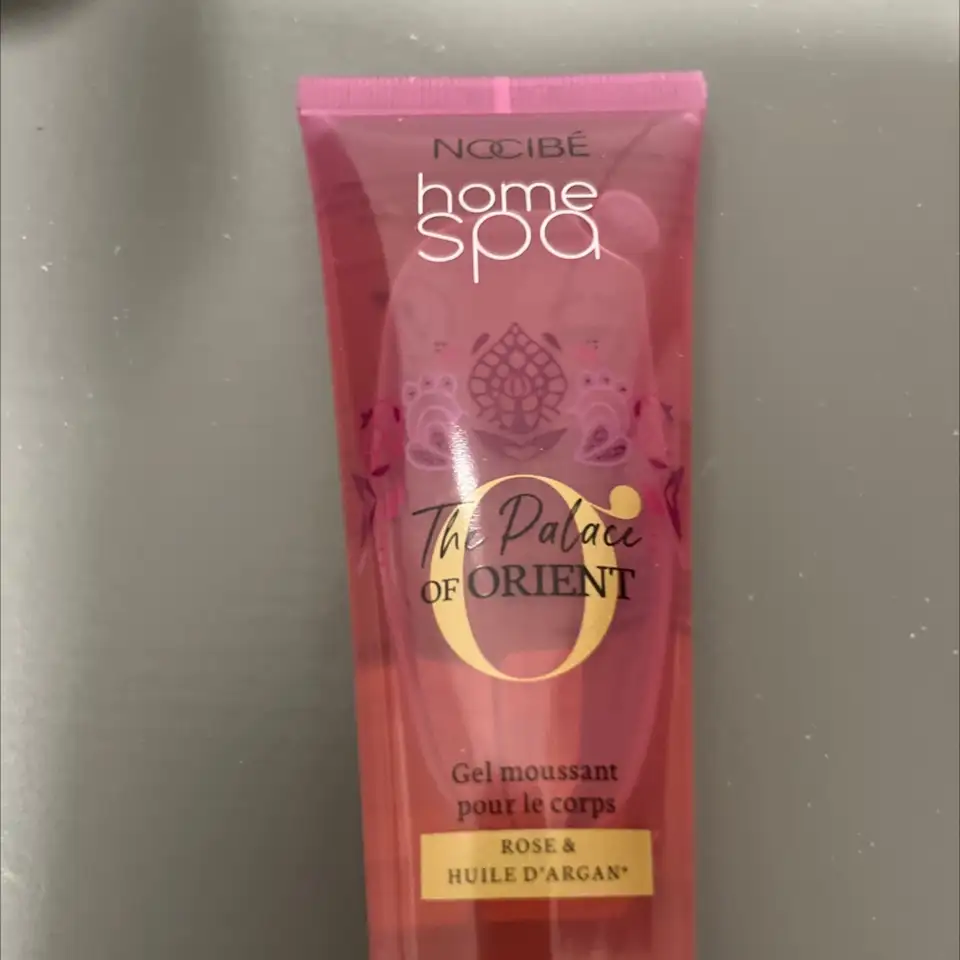 NOCIBÉ
home
spa
The Palace
OF ORIENT
Gel moussant
pour le corps
ROSE &
HUILE D'ARGAN*